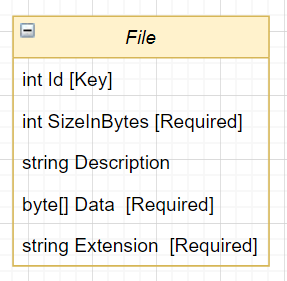 File
int Id [Key]
int SizeInBytes [Required]
string Description
byte[] Data  [Required]
string Extension  [Required]